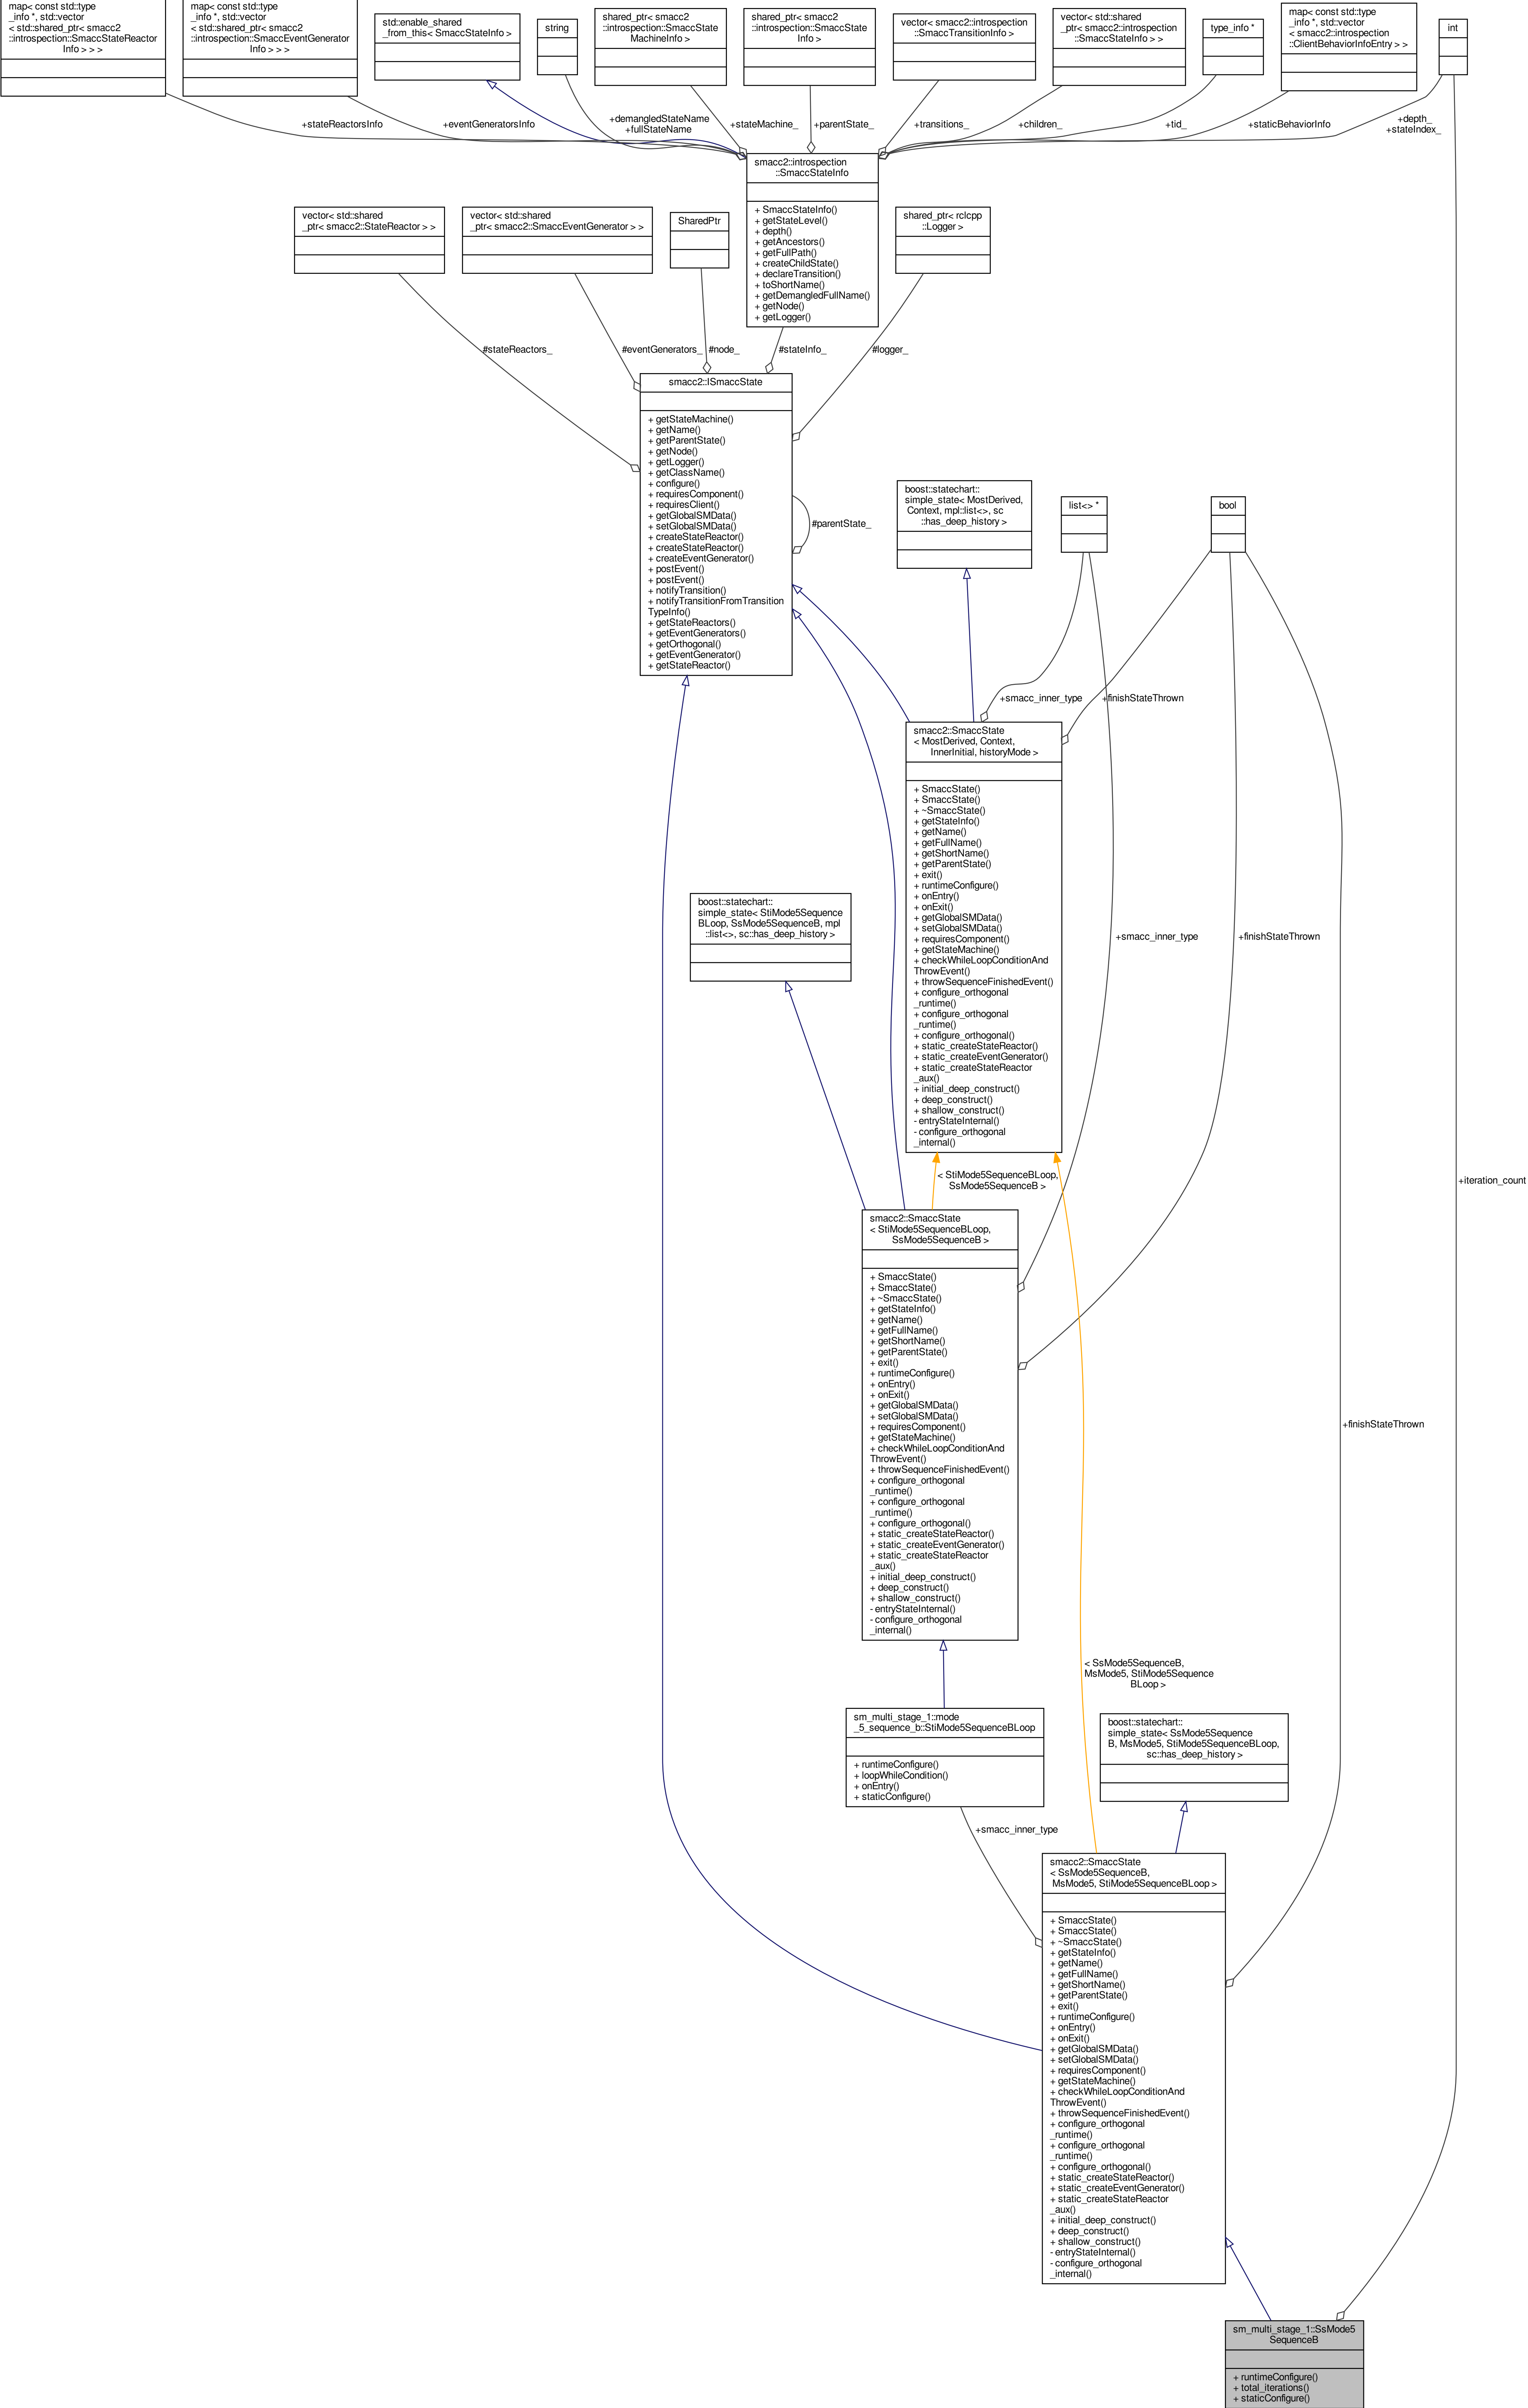 map< const std::type
_info *, std::vector
< std::shared_ptr< smacc2
::introspection::SmaccStateReactor
Info > > >
map< const std::type
_info *, std::vector
< std::shared_ptr< smacc2
::introspection::SmaccEventGenerator
Info > > >
std::enable_shared
_from_this< SmaccStateInfo >
string
shared_ptr< smacc2
::introspection::SmaccState
MachineInfo >
shared_ptr< smacc2
::introspection::SmaccState
Info >
vector< smacc2::introspection
::SmaccTransitionInfo >
vector< std::shared
_ptr< smacc2::introspection
::SmaccStateInfo > >
type_info *
map< const std::type
_info *, std::vector
< smacc2::introspection
::ClientBehaviorInfoEntry > >
int
+stateReactorsInfo
+eventGeneratorsInfo
+demangledStateName
+fullStateName
+stateMachine_
+parentState_
+transitions_
+children_
+tid_
+staticBehaviorInfo
+depth_
+stateIndex_
smacc2::introspection
::SmaccStateInfo
+ SmaccStateInfo()
+ getStateLevel()
+ depth()
+ getAncestors()
+ getFullPath()
+ createChildState()
+ declareTransition()
+ toShortName()
+ getDemangledFullName()
+ getNode()
+ getLogger()
vector< std::shared
_ptr< smacc2::StateReactor > >
vector< std::shared
_ptr< smacc2::SmaccEventGenerator > >
SharedPtr
shared_ptr< rclcpp
::Logger >
#stateReactors_
#eventGenerators_
#node_
#stateInfo_
#logger_
smacc2::ISmaccState
+ getStateMachine()
+ getName()
+ getParentState()
+ getNode()
+ getLogger()
+ getClassName()
+ configure()
+ requiresComponent()
+ requiresClient()
+ getGlobalSMData()
+ setGlobalSMData()
+ createStateReactor()
+ createStateReactor()
+ createEventGenerator()
+ postEvent()
+ postEvent()
+ notifyTransition()
+ notifyTransitionFromTransition
TypeInfo()
+ getStateReactors()
+ getEventGenerators()
+ getOrthogonal()
+ getEventGenerator()
+ getStateReactor()
#parentState_
boost::statechart::
simple_state< MostDerived,
Context, mpl::list<>, sc
::has_deep_history >
list<> *
bool
+smacc_inner_type
+finishStateThrown
smacc2::SmaccState
< MostDerived, Context,
InnerInitial, historyMode >
+ SmaccState()
+ SmaccState()
+ ~SmaccState()
+ getStateInfo()
+ getName()
+ getFullName()
+ getShortName()
+ getParentState()
+ exit()
+ runtimeConfigure()
+ onEntry()
+ onExit()
+ getGlobalSMData()
+ setGlobalSMData()
+ requiresComponent()
+ getStateMachine()
+ checkWhileLoopConditionAnd
ThrowEvent()
+ throwSequenceFinishedEvent()
+ configure_orthogonal
_runtime()
+ configure_orthogonal
_runtime()
+ configure_orthogonal()
+ static_createStateReactor()
+ static_createEventGenerator()
+ static_createStateReactor
_aux()
+ initial_deep_construct()
+ deep_construct()
+ shallow_construct()
- entryStateInternal()
- configure_orthogonal
_internal()
boost::statechart::
simple_state< StiMode5Sequence
BLoop, SsMode5SequenceB, mpl
::list<>, sc::has_deep_history >
+smacc_inner_type
+finishStateThrown
< StiMode5SequenceBLoop,
SsMode5SequenceB >
+iteration_count
smacc2::SmaccState
< StiMode5SequenceBLoop,
SsMode5SequenceB >
+ SmaccState()
+ SmaccState()
+ ~SmaccState()
+ getStateInfo()
+ getName()
+ getFullName()
+ getShortName()
+ getParentState()
+ exit()
+ runtimeConfigure()
+ onEntry()
+ onExit()
+ getGlobalSMData()
+ setGlobalSMData()
+ requiresComponent()
+ getStateMachine()
+ checkWhileLoopConditionAnd
ThrowEvent()
+ throwSequenceFinishedEvent()
+ configure_orthogonal
_runtime()
+ configure_orthogonal
_runtime()
+ configure_orthogonal()
+ static_createStateReactor()
+ static_createEventGenerator()
+ static_createStateReactor
_aux()
+ initial_deep_construct()
+ deep_construct()
+ shallow_construct()
- entryStateInternal()
- configure_orthogonal
_internal()
+finishStateThrown
< SsMode5SequenceB,
MsMode5, StiMode5Sequence
BLoop >
sm_multi_stage_1::mode
_5_sequence_b::StiMode5SequenceBLoop
+ runtimeConfigure()
+ loopWhileCondition()
+ onEntry()
+ staticConfigure()
boost::statechart::
simple_state< SsMode5Sequence
B, MsMode5, StiMode5SequenceBLoop,
sc::has_deep_history >
+smacc_inner_type
smacc2::SmaccState
< SsMode5SequenceB,
MsMode5, StiMode5SequenceBLoop >
+ SmaccState()
+ SmaccState()
+ ~SmaccState()
+ getStateInfo()
+ getName()
+ getFullName()
+ getShortName()
+ getParentState()
+ exit()
+ runtimeConfigure()
+ onEntry()
+ onExit()
+ getGlobalSMData()
+ setGlobalSMData()
+ requiresComponent()
+ getStateMachine()
+ checkWhileLoopConditionAnd
ThrowEvent()
+ throwSequenceFinishedEvent()
+ configure_orthogonal
_runtime()
+ configure_orthogonal
_runtime()
+ configure_orthogonal()
+ static_createStateReactor()
+ static_createEventGenerator()
+ static_createStateReactor
_aux()
+ initial_deep_construct()
+ deep_construct()
+ shallow_construct()
- entryStateInternal()
- configure_orthogonal
_internal()
sm_multi_stage_1::SsMode5
SequenceB
+ runtimeConfigure()
+ total_iterations()
+ staticConfigure()